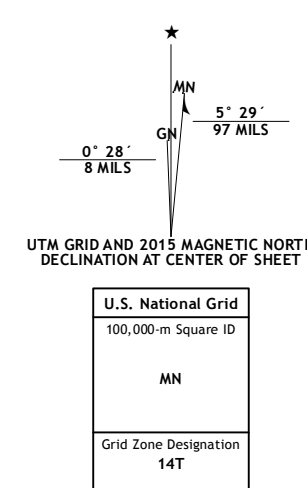 ★
MN
GN
5° 29´
97 MILS
0° 28´
8 MILS
UTM GRID AND 2015 MAGNETIC NORTH
DECLINATION AT CENTER OF SHEET
U.S. National Grid
100,000-m Square ID
MN
Grid Zone Designation
14T